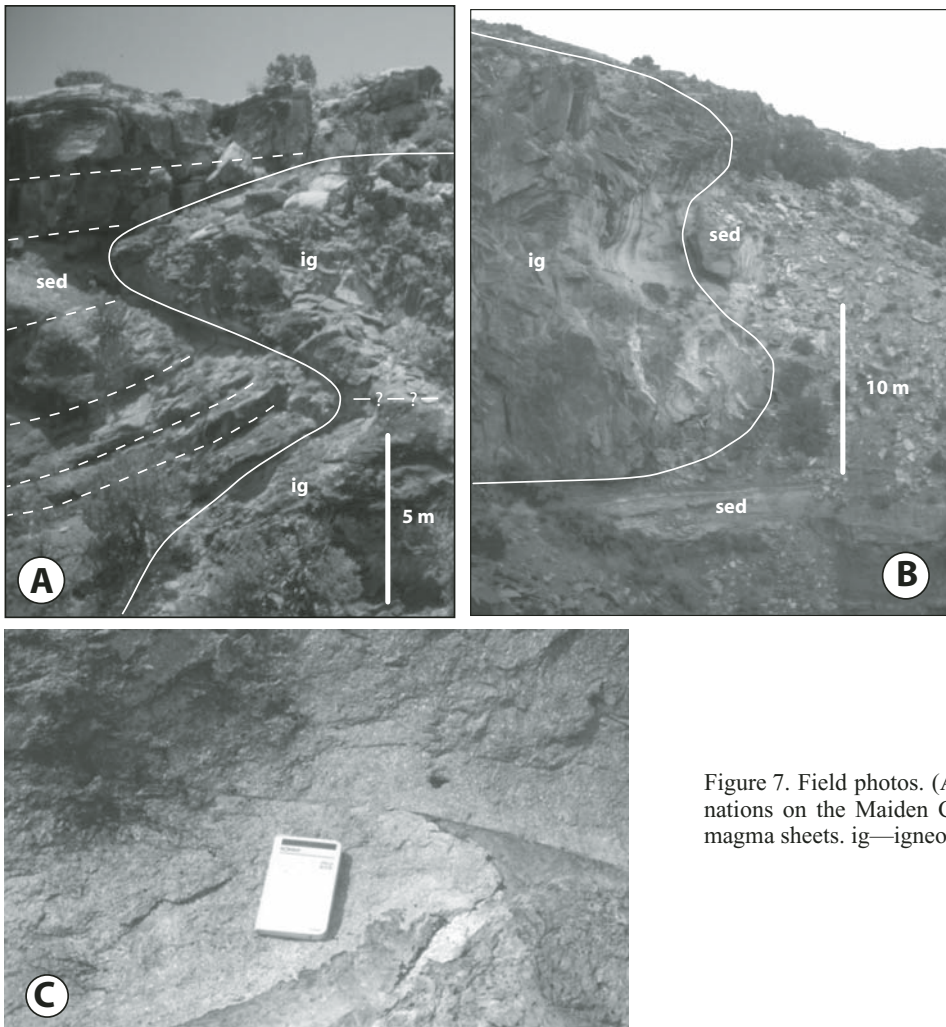 sed
ig
— ? — ? —
ig
5 m
A
ig
sed
10 m
sed
B
C
Figure 7. Field photos. (A
nations on the Maiden C
magma sheets. ig—igneo